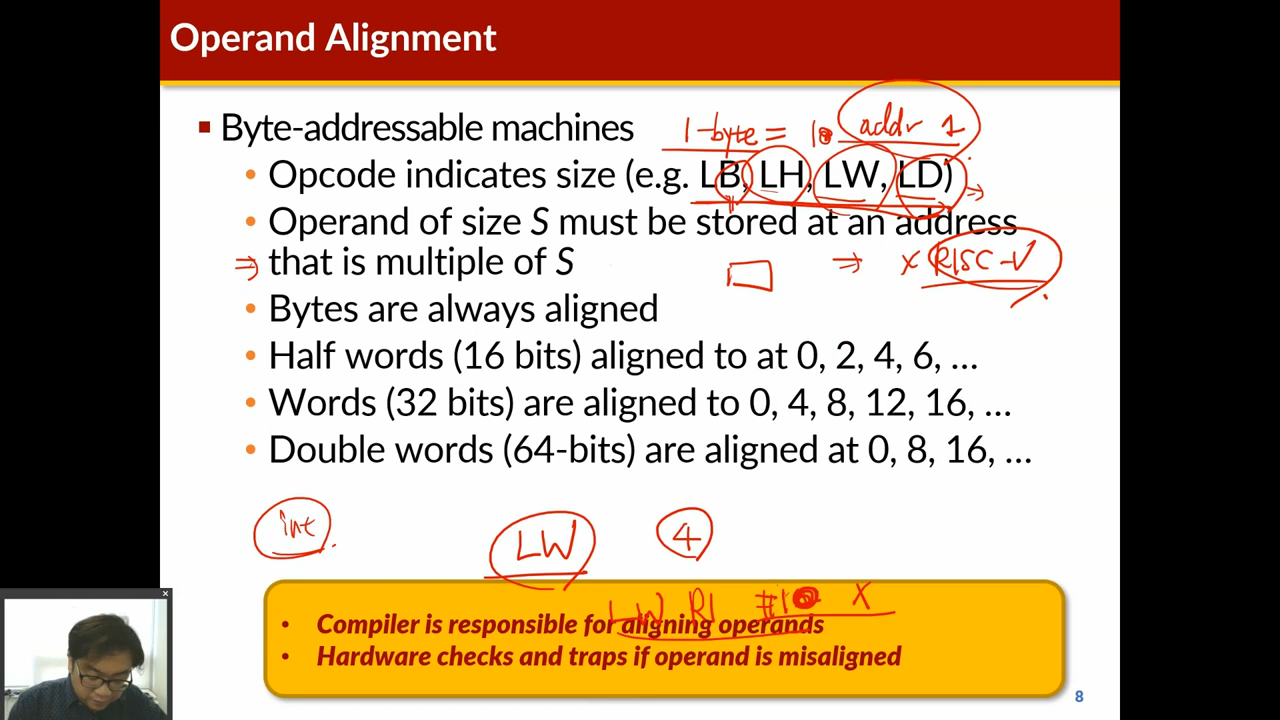 Operand Alignment
▪ Byte-addressable machines 1-byte = addr 1
• Opcode indicates size (e.g. LB, LH, LW, LD)
• Operand of size S must be stored at an address
⇒ that is multiple of S ⇒ x RISC-V
• Bytes are always aligned
• Half words (16 bits) aligned to at 0, 2, 4, 6, ...
• Words (32 bits) are aligned to 0, 4, 8, 12, 16, ...
• Double words (64-bits) are aligned at 0, 8, 16, ...
int LW 4
LW R1 x
• Compiler is responsible for aligning operands
• Hardware checks and traps if operand is misaligned
8